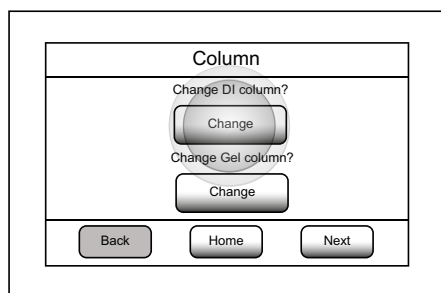 Column
Change DI column?
Change
Change Gel column?
Change
Back Home Next